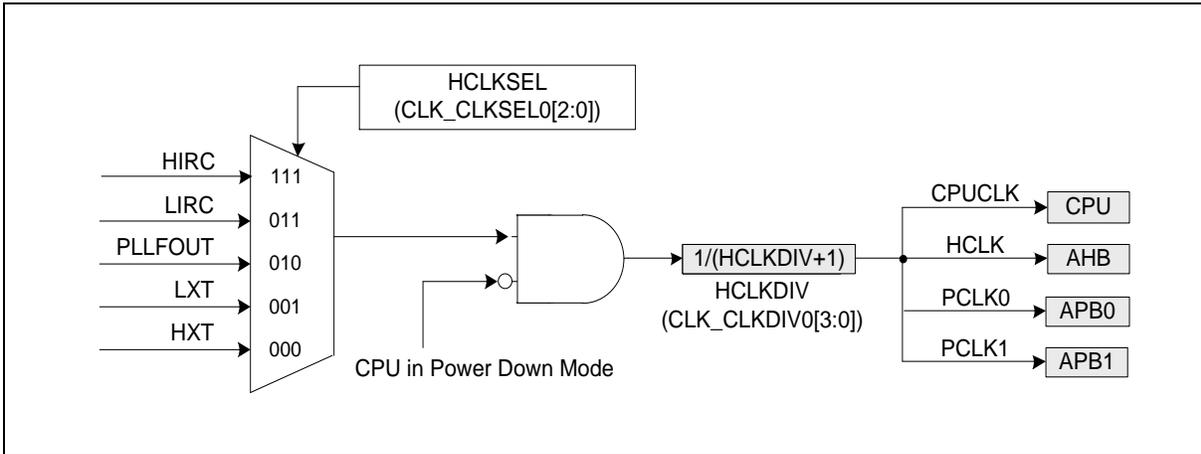 HCLKSEL
(CLK_CLKSEL0[2:0])
HIRC
111
LIRC
011
PLLFOUT
010
LXT
001
HXT
000
CPU in Power Down Mode
1/(HCLKDIV+1)
HCLKDIV
(CLK_CLKDIV0[3:0])
CPUCLK
CPU
HCLK
AHB
PCLK0
APB0
PCLK1
APB1